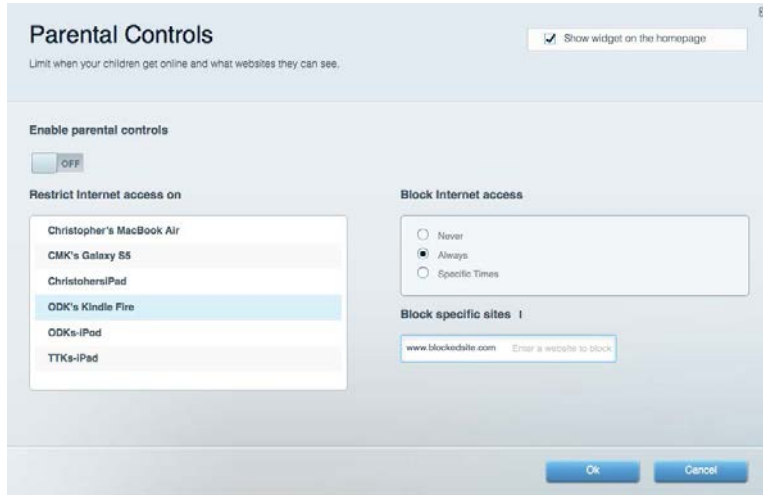 Parental Controls
Show widget on the homepage
Limit when your children get online and what websites they can see.
Enable parental controls
OFF
Restrict Internet access on
Christopher's MacBook Air
CMK's Galaxy S5
ChristohersiPad
ODK's Kindle Fire
ODKs-iPod
TTKs-iPad
Block Internet access
Never
Always
Specific Times
Block specific sites |
www.blockedsite.com Enter a website to block
Ok Cancel